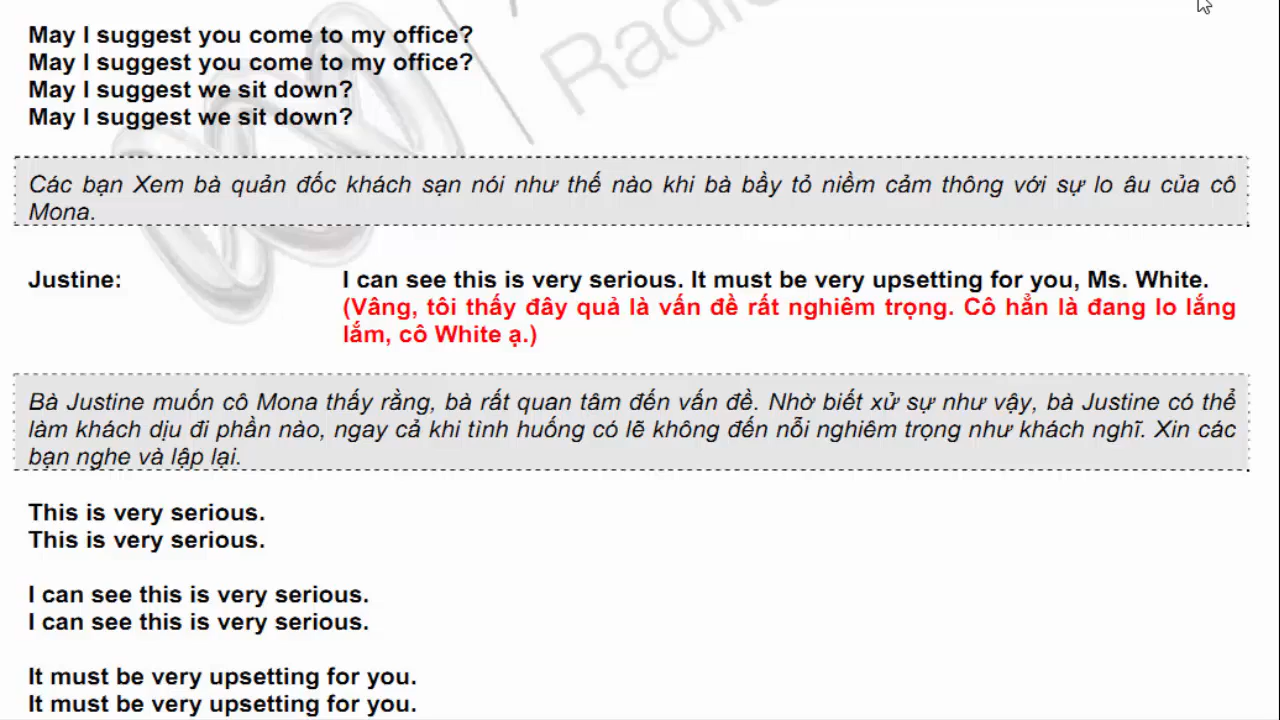 Radio
May I suggest you come to my office?
May I suggest you come to my office?
May I suggest we sit down?
May I suggest we sit down?
Các bạn Xem bà quản đốc khách sạn nói như thế nào khi bà bầy tỏ niềm cảm thông với sự lo âu của cô
Mona.
Justine: I can see this is very serious. It must be very upsetting for you, Ms. White.
(Vâng, tôi thấy đây quả là vấn đề rất nghiêm trọng. Cô hẳn là đang lo lắng
lắm, cô White ạ.)
Bà Justine muốn cô Mona thấy rằng, bà rất quan tâm đến vấn đề. Nhờ biết xử sự như vậy, bà Justine có thể
làm khách dịu đi phần nào, ngay cả khi tình huống có lẽ không đến nỗi nghiêm trọng như khách nghĩ. Xin các
bạn nghe và lập lại.
This is very serious.
This is very serious.
I can see this is very serious.
I can see this is very serious.
It must be very upsetting for you.
It must be very upsetting for you.